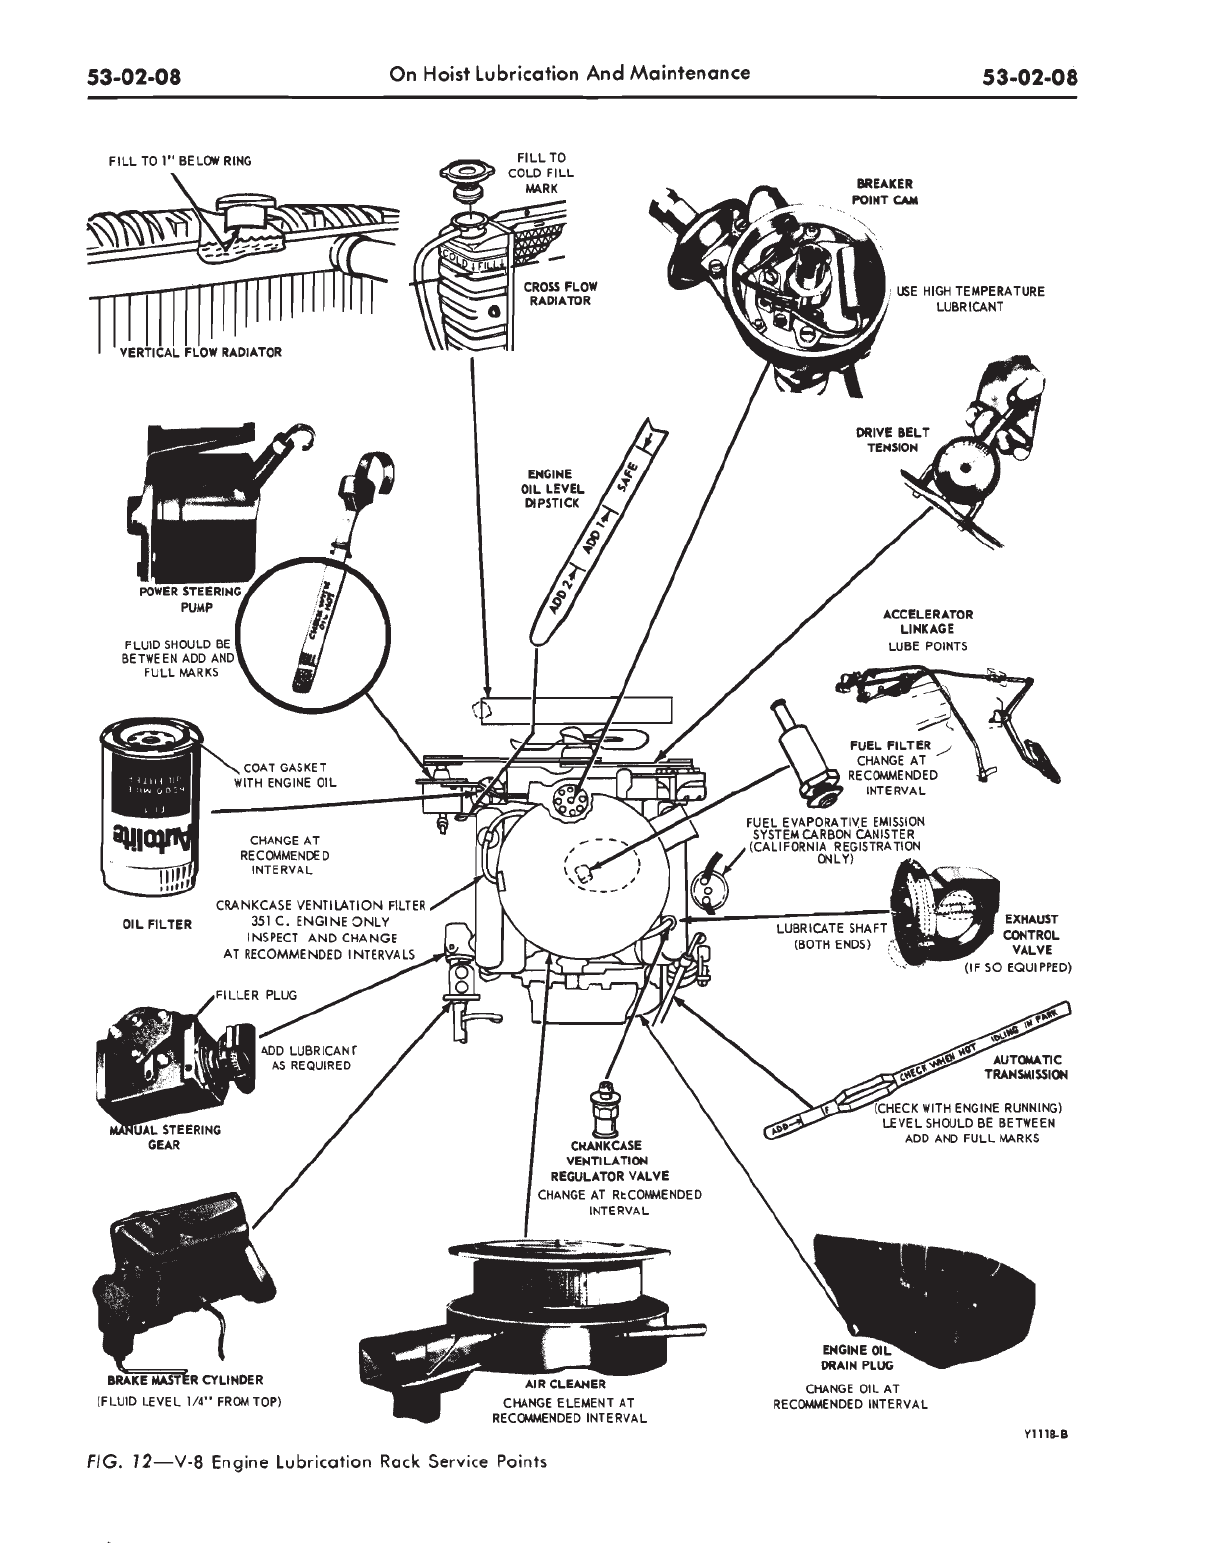 53-02-08
On Hoist Lubrication And Maintenance
53-02-08
FILL TO 1" BELOW RING
VERTICAL FLOW RADIATOR
FILL TO
COLD FILL
MARK
COLD FILL
CROSS FLOW
RADIATOR
BREAKER
POINT CAM
USE HIGH TEMPERATURE
LUBRICANT
DRIVE BELT
TENSION
ENGINE
OIL LEVEL
DIPSTICK
SAFE
ADD 1
ADD 2
POWER STEERING
PUMP
FLUID SHOULD BE
BETWEEN ADD AND
FULL MARKS
CHECK WITH
OIL HOT
ACCELERATOR
LINKAGE
LUBE POINTS
FUEL FILTER
CHANGE AT
RECOMMENDED
INTERVAL
COAT GASKET
WITH ENGINE OIL
Autolite
CHANGE AT
RECOMMENDED
INTERVAL
OIL FILTER
FUEL EVAPORATIVE EMISSION
SYSTEM CARBON CANISTER
(CALIFORNIA REGISTRATION
ONLY)
CRANKCASE VENTILATION FILTER
351 C. ENGINE ONLY
INSPECT AND CHANGE
AT RECOMMENDED INTERVALS
LUBRICATE SHAFT
(BOTH ENDS)
EXHAUST
CONTROL
VALVE
(IF SO EQUIPPED)
FILLER PLUG
ADD LUBRICANT
AS REQUIRED
MANUAL STEERING
GEAR
CHECK WHEN HOT IDLING IN PARK
F
ADD
AUTOMATIC
TRANSMISSION
(CHECK WITH ENGINE RUNNING)
LEVEL SHOULD BE BETWEEN
ADD AND FULL MARKS
CRANKCASE
VENTILATION
REGULATOR VALVE
CHANGE AT RECOMMENDED
INTERVAL
BRAKE MASTER CYLINDER
(FLUID LEVEL 1/4" FROM TOP)
AIR CLEANER
CHANGE ELEMENT AT
RECOMMENDED INTERVAL
ENGINE OIL
DRAIN PLUG
CHANGE OIL AT
RECOMMENDED INTERVAL
Y1118-B
FIG. 12—V-8 Engine Lubrication Rack Service Points